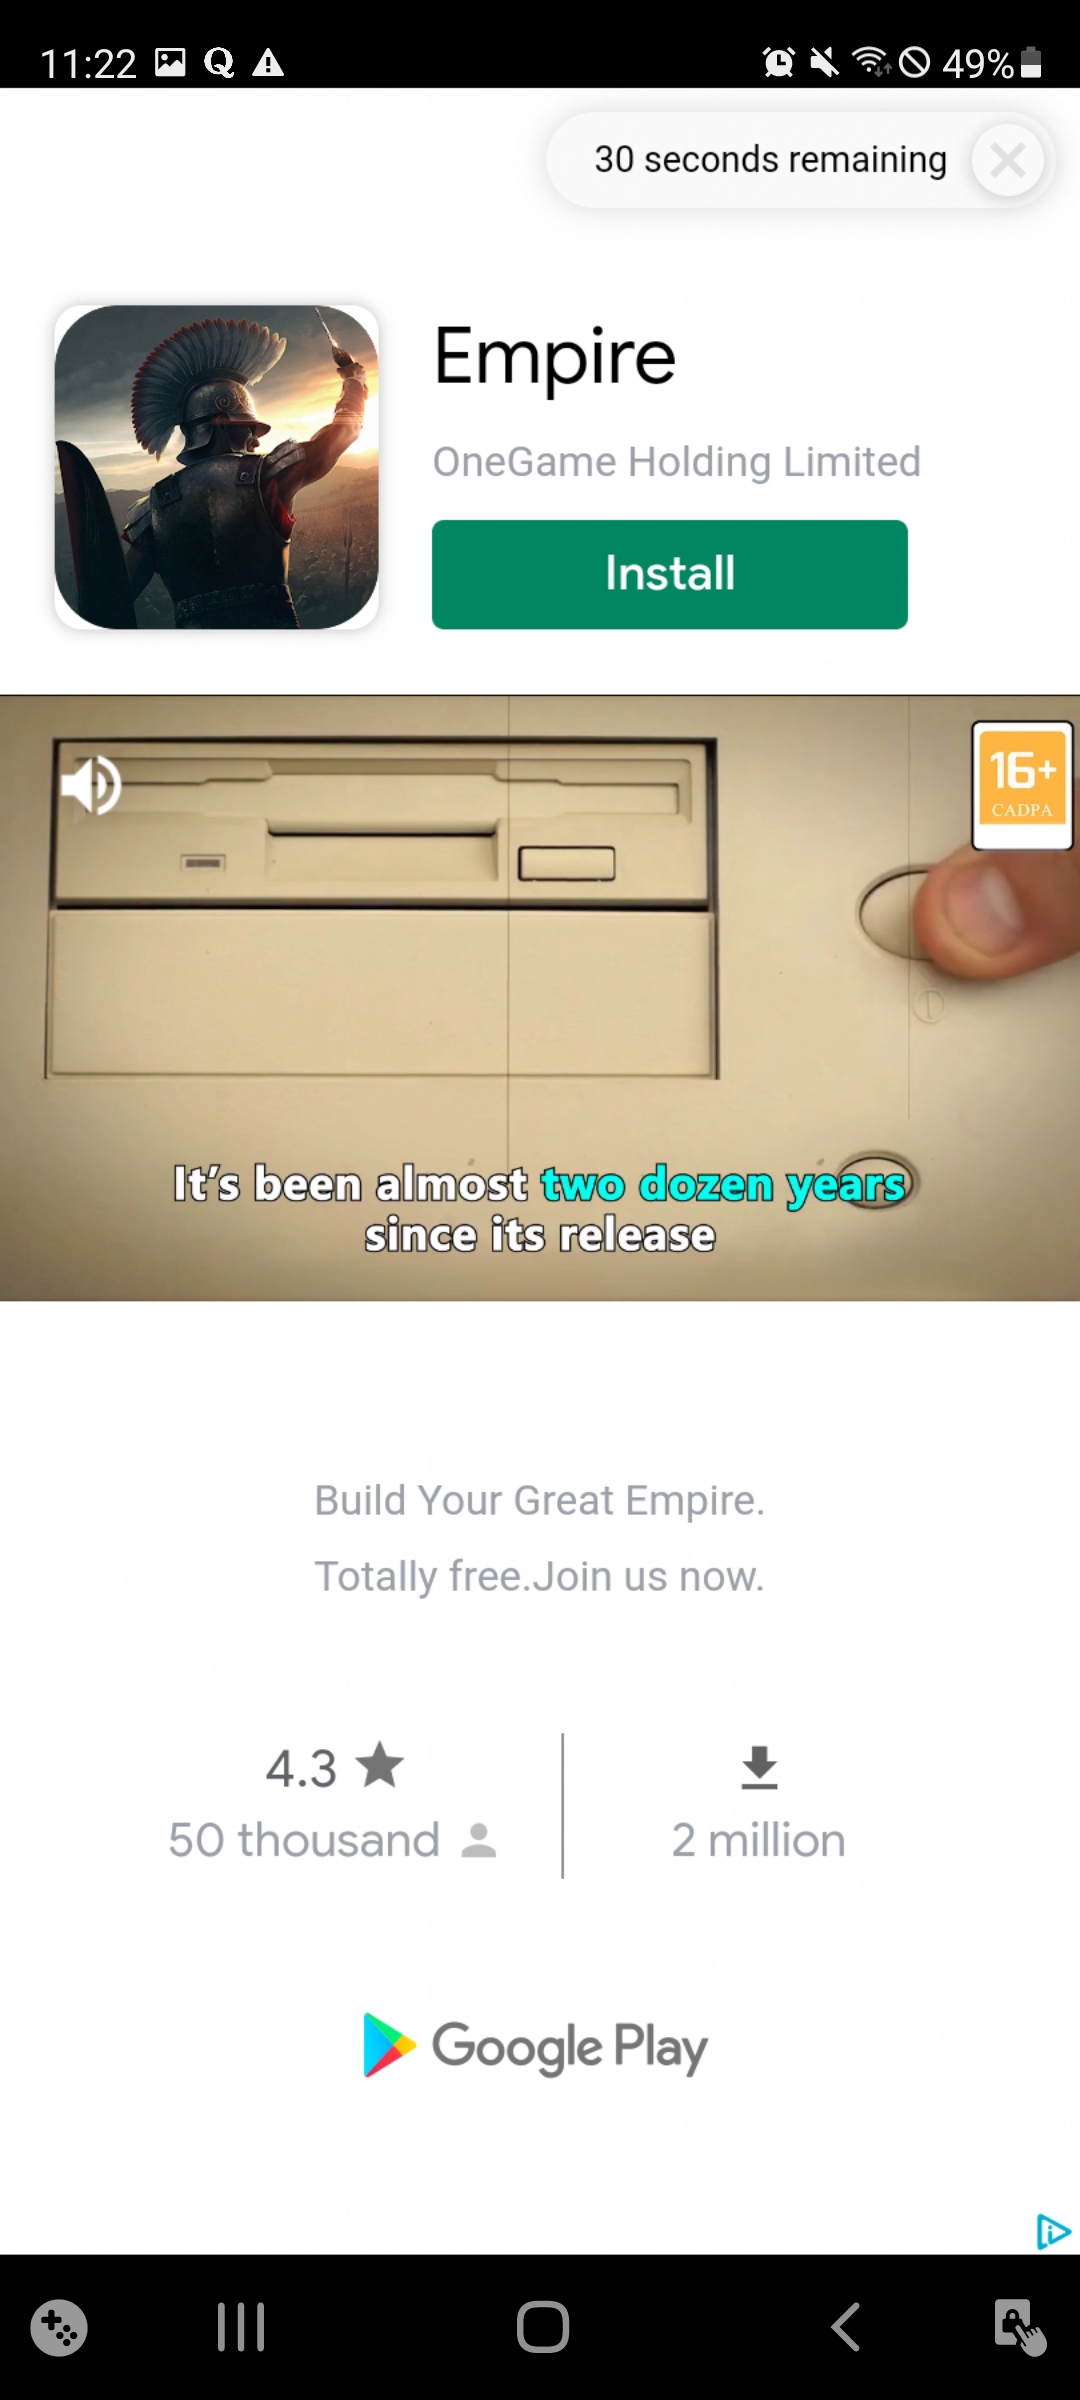 11:22
49%
30 seconds remaining
Empire
OneGame Holding Limited
Install
16+
CADPA
It's been almost two dozen years
since its release
Build Your Great Empire.
Totally free.Join us now.
4.3
50 thousand
2 million
Google Play